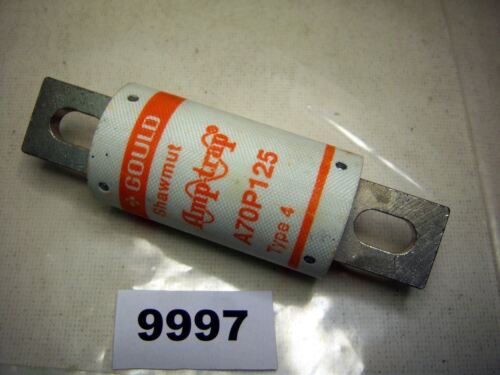 GOULD
Shawmut
Amp-trap®
A70P125
Type 4
9997